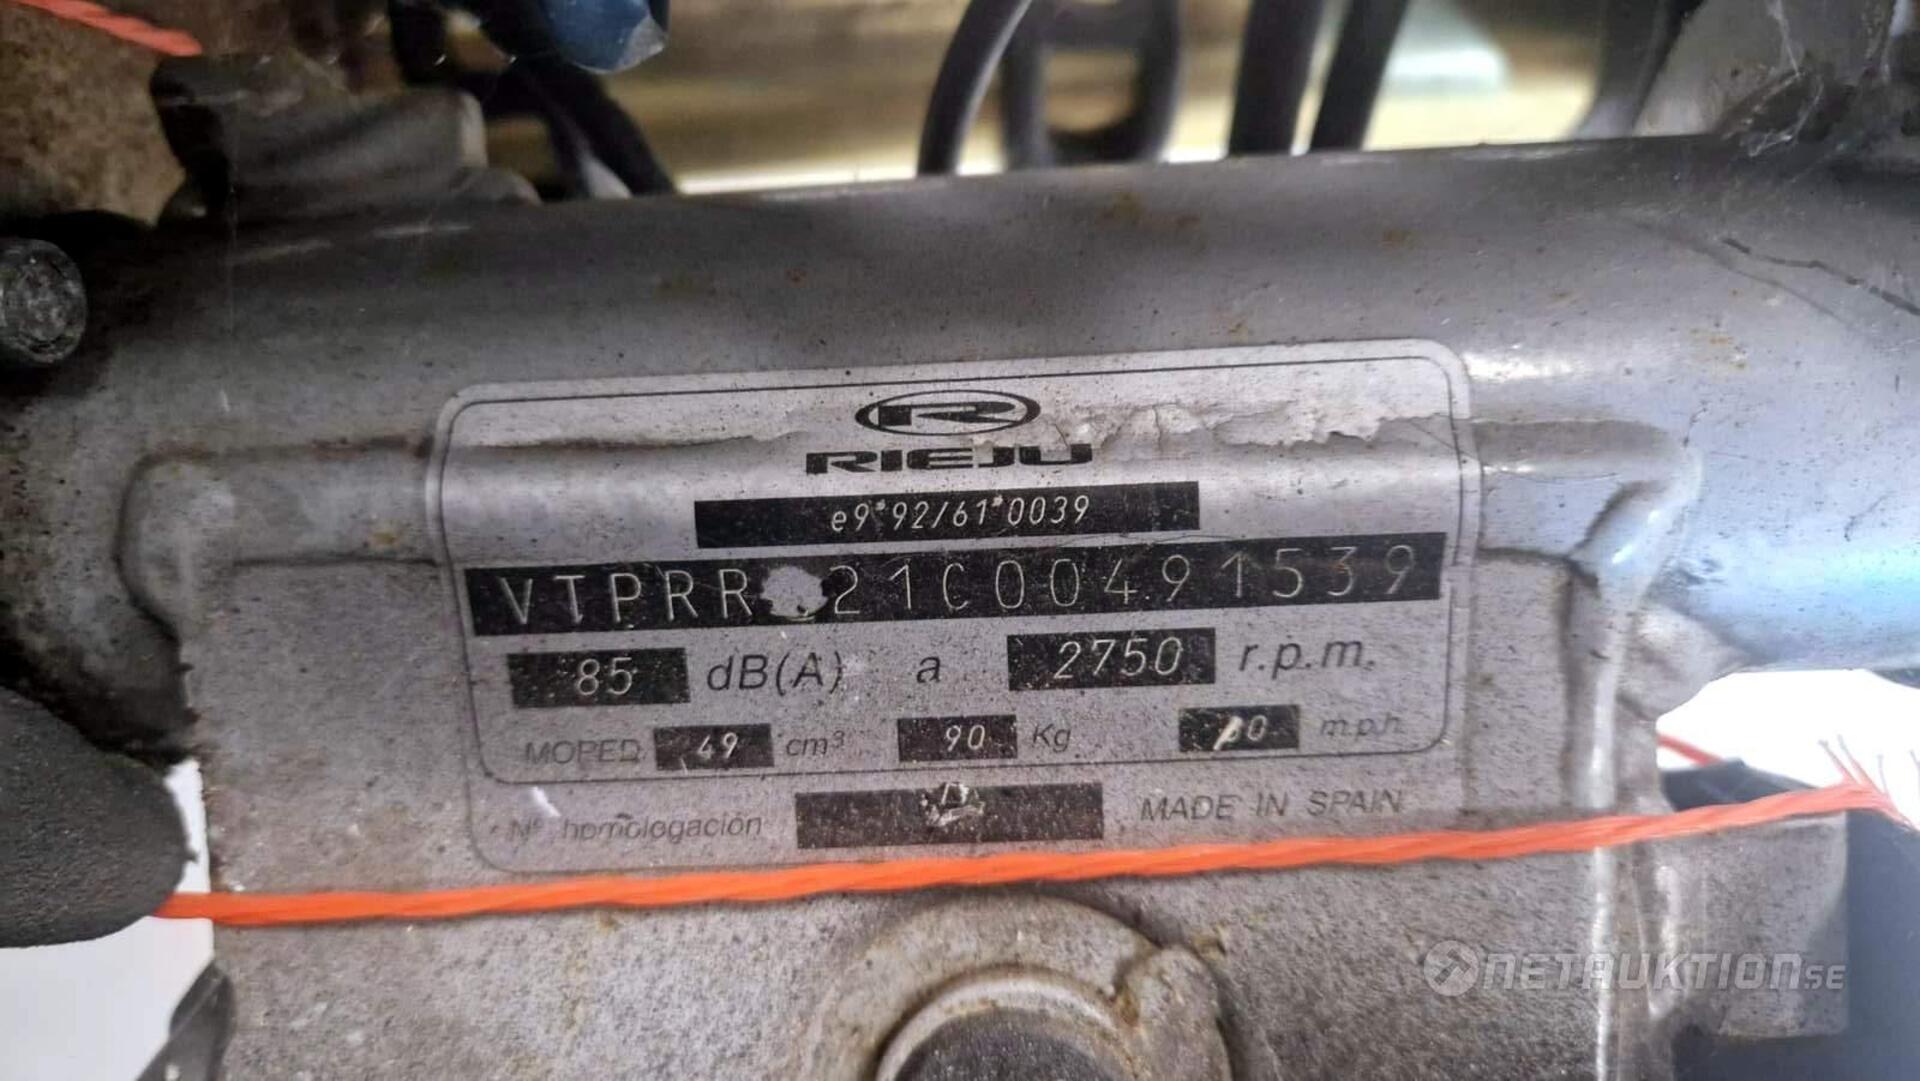 R
RIEJU
e9*92/61*0039
VTPRR 21C00491539
85 dB(A) a 2750 r.p.m.
MOPED 49 cm³ 90 Kg m.p.h.
Nº homologación MADE IN SPAIN
NETAUKTION.SE